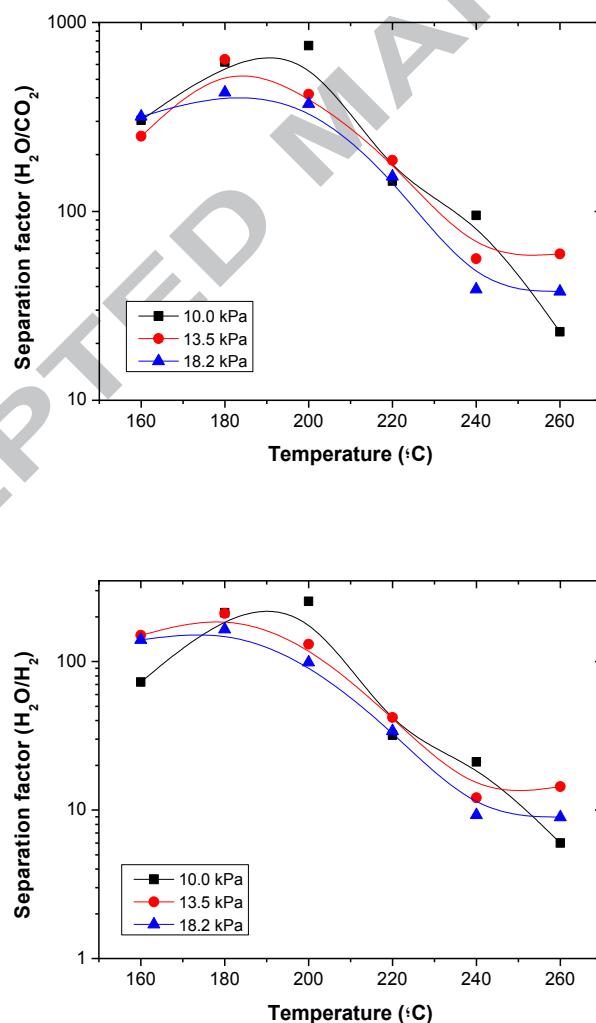 1000
100
10
Separation factor (H₂O/CO₂)
10.0 kPa
13.5 kPa
18.2 kPa
160 180 200 220 240 260
Temperature (៖C)
100
10
1
Separation factor (H₂O/H₂)
10.0 kPa
13.5 kPa
18.2 kPa
160 180 200 220 240 260
Temperature (៖C)
EPTED MA